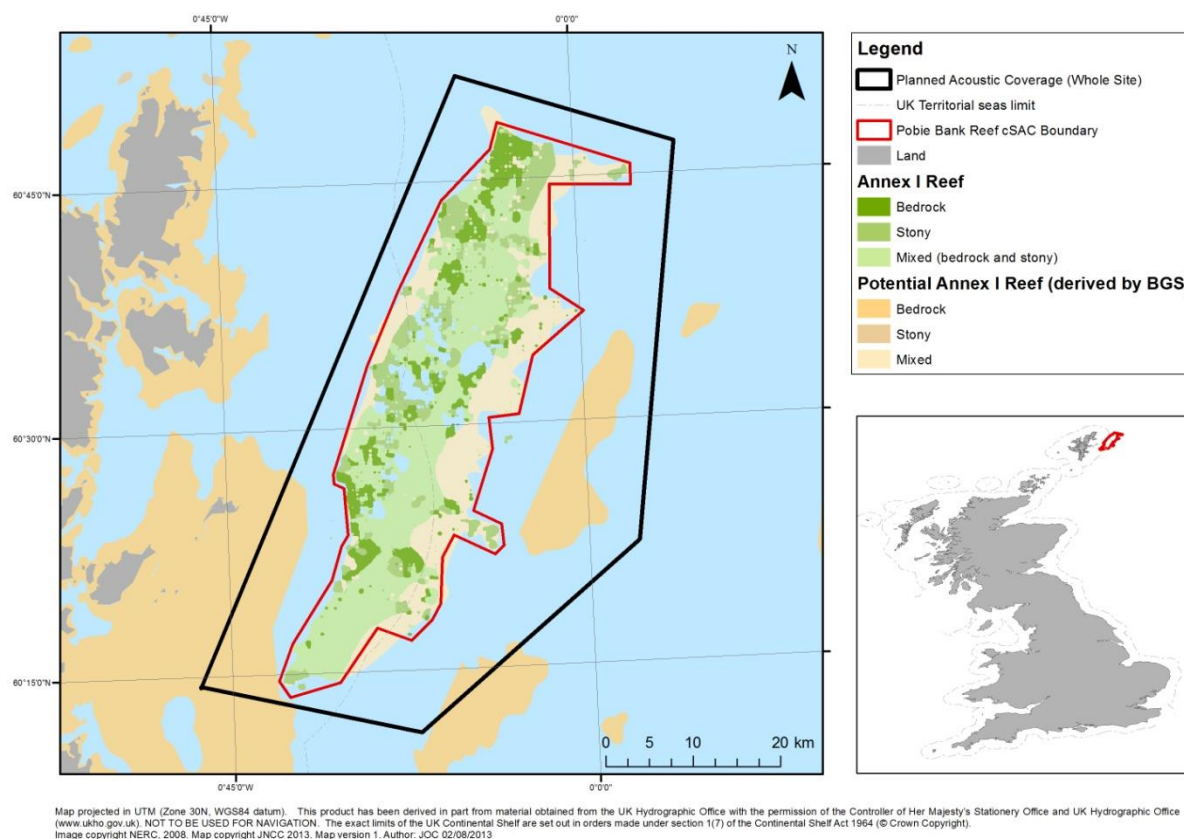 0°45'0"W
0°0'0"
N
60°45'0"N
60°30'0"N
60°15'0"N
0 5 10 20 km
0°45'0"W
0°0'0"
Legend
Planned Acoustic Coverage (Whole Site)
UK Territorial seas limit
Pobie Bank Reef cSAC Boundary
Land
Annex I Reef
Bedrock
Stony
Mixed (bedrock and stony)
Potential Annex I Reef (derived by BGS)
Bedrock
Stony
Mixed
Map projected in UTM (Zone 30N, WGS84 datum). This product has been derived in part from material obtained from the UK Hydrographic Office with the permission of the Controller of Her Majesty's Stationery Office and UK Hydrographic Office
(www.ukho.gov.uk). NOT TO BE USED FOR NAVIGATION. The exact limits of the UK Continental Shelf are set out in orders made under section 1(7) of the Continental Shelf Act 1964 (© Crown Copyright).
Image copyright NERC, 2008. Map copyright JNCC 2013. Map version 1. Author: JOC 02/08/2013